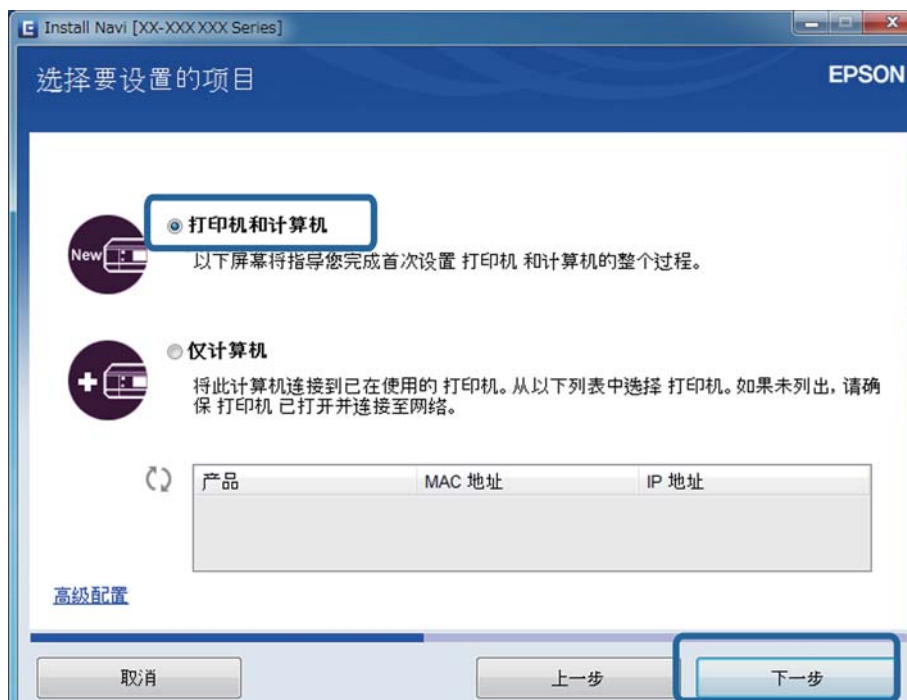 Install Navi [XX-XXX XXX Series]
选择要设置的项目
EPSON
打印机和计算机
New
以下屏幕将指导您完成首次设置 打印机 和计算机的整个过程。
仅计算机
将此计算机连接到已在使用的 打印机。从以下列表中选择 打印机。如果未列出, 请确
保 打印机 已打开并连接至网络。
产品 MAC 地址 IP 地址
高级配置
取消 上一步 下一步